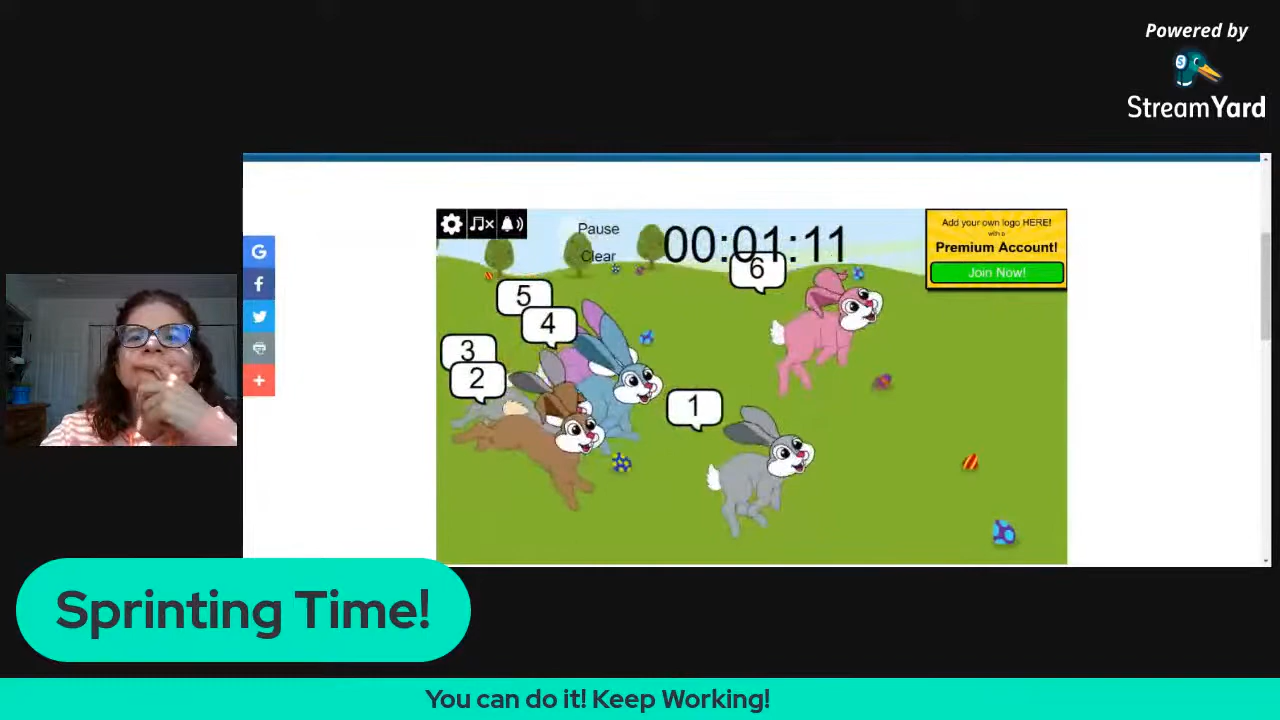 Powered by
StreamYard
Pause
Clear
00:01:11
Add your own logo HERE!
with a
Premium Account!
Join Now!
6
5
4
3
2
1
Sprinting Time!
You can do it! Keep Working!